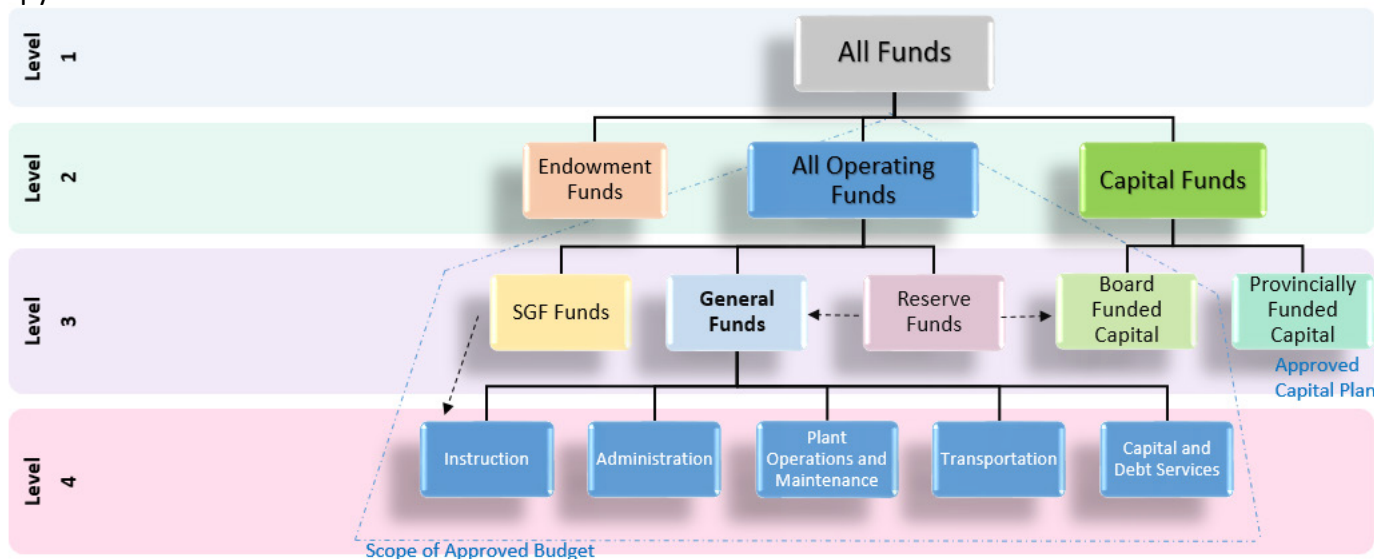 Level
1
All Funds
Level
2
Endowment
Funds
All Operating
Funds
Capital Funds
Level
3
SGF Funds
General
Funds
Reserve
Funds
Board
Funded
Capital
Provincially
Funded
Capital
Approved
Capital Plan
Level
4
Instruction
Administration
Plant
Operations and
Maintenance
Transportation
Capital and
Debt Services
Scope of Approved Budget